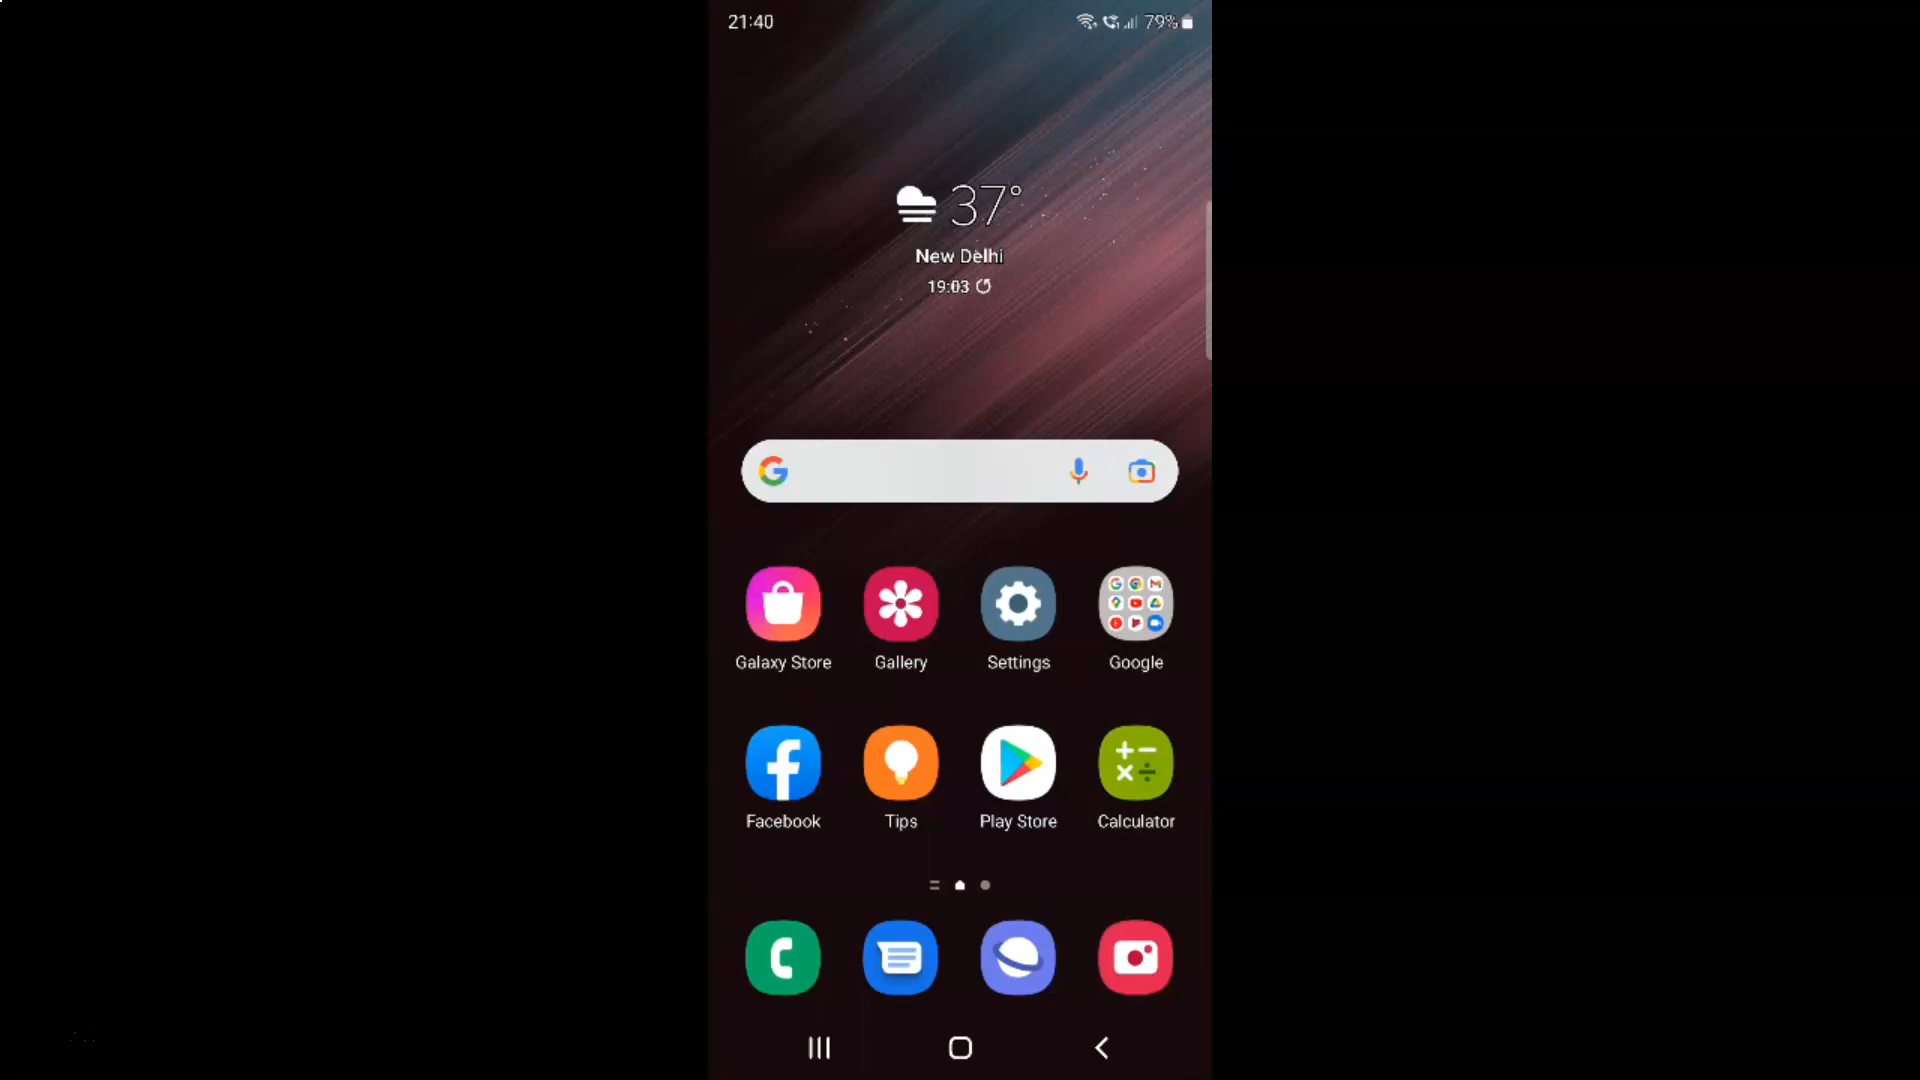 21:40 79%
37°
New Delhi
19:03
Galaxy Store Gallery Settings Google
Facebook Tips Play Store Calculator